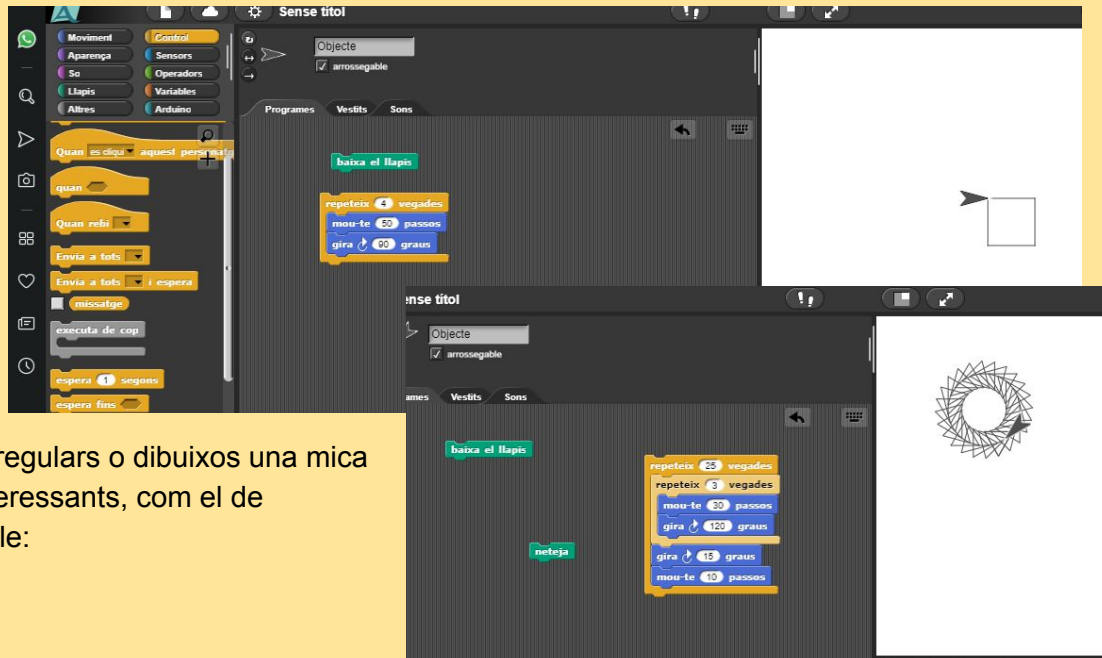 Sense títol
Moviment
Control
Aparença
Sensors
So
Operadors
Llapis
Variables
Altres
Arduino
Objecte
arrossegable
Programes Vestits Sons
Quan es cliqui aquest
quan
Quan rebi
Envia a tots
Envia a tots i espera
missatge
executa de cop
espera 1 segons
espera fins
baixa el llapis
repeteix 4 vegades
mou-te 50 passos
gira 90 graus
regulars o dibuixos una mica
eressants, com el de
le:
ense títol
Objecte
arrossegable
ames Vestits Sons
baixa el llapis
neteja
repeteix 25 vegades
repeteix 3 vegades
mou-te 30 passos
gira 120 graus
gira 15 graus
mou-te 10 passos